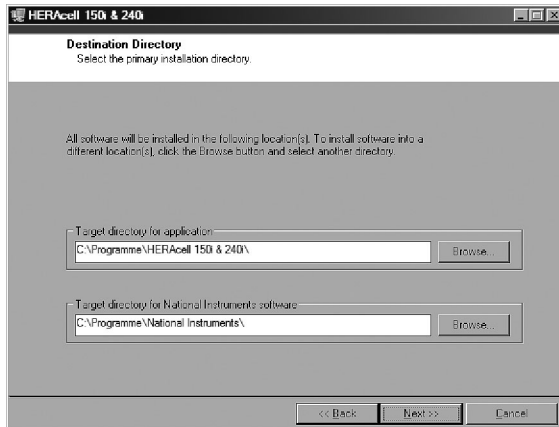 HERAcell 150i & 240i
Destination Directory
Select the primary installation directory.
All software will be installed in the following location(s). To install software into a
different location(s), click the Browse button and select another directory.
Target directory for application
C:\Programme\HERAcell 150i & 240i\
Browse...
Target directory for National Instruments software
C:\Programme\National Instruments\
Browse...
<< Back
Next >>
Cancel